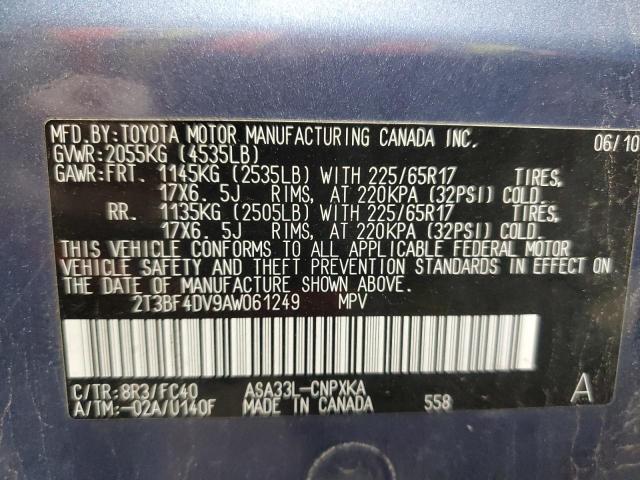 MFD.BY:TOYOTA MOTOR MANUFACTURING CANADA INC. 06/10
GVWR:2055KG (4535LB)
GAWR:FRT. 1145KG (2535LB) WITH 225/65R17 TIRES,
17X6.5J RIMS, AT 220KPA (32PSI) COLD.
RR. 1135KG (2505LB) WITH 225/65R17 TIRES,
17X6.5J RIMS, AT 220KPA (32PSI) COLD.
THIS VEHICLE CONFORMS TO ALL APPLICABLE FEDERAL MOTOR
VEHICLE SAFETY AND THEFT PREVENTION STANDARDS IN EFFECT ON
THE DATE OF MANUFACTURE SHOWN ABOVE.
2T3BF4DV9AW061249 MPV
C/TR:8R3/FC40 ASA33L-CNPXKA A
A/TM:-02A/U140F MADE IN CANADA 558